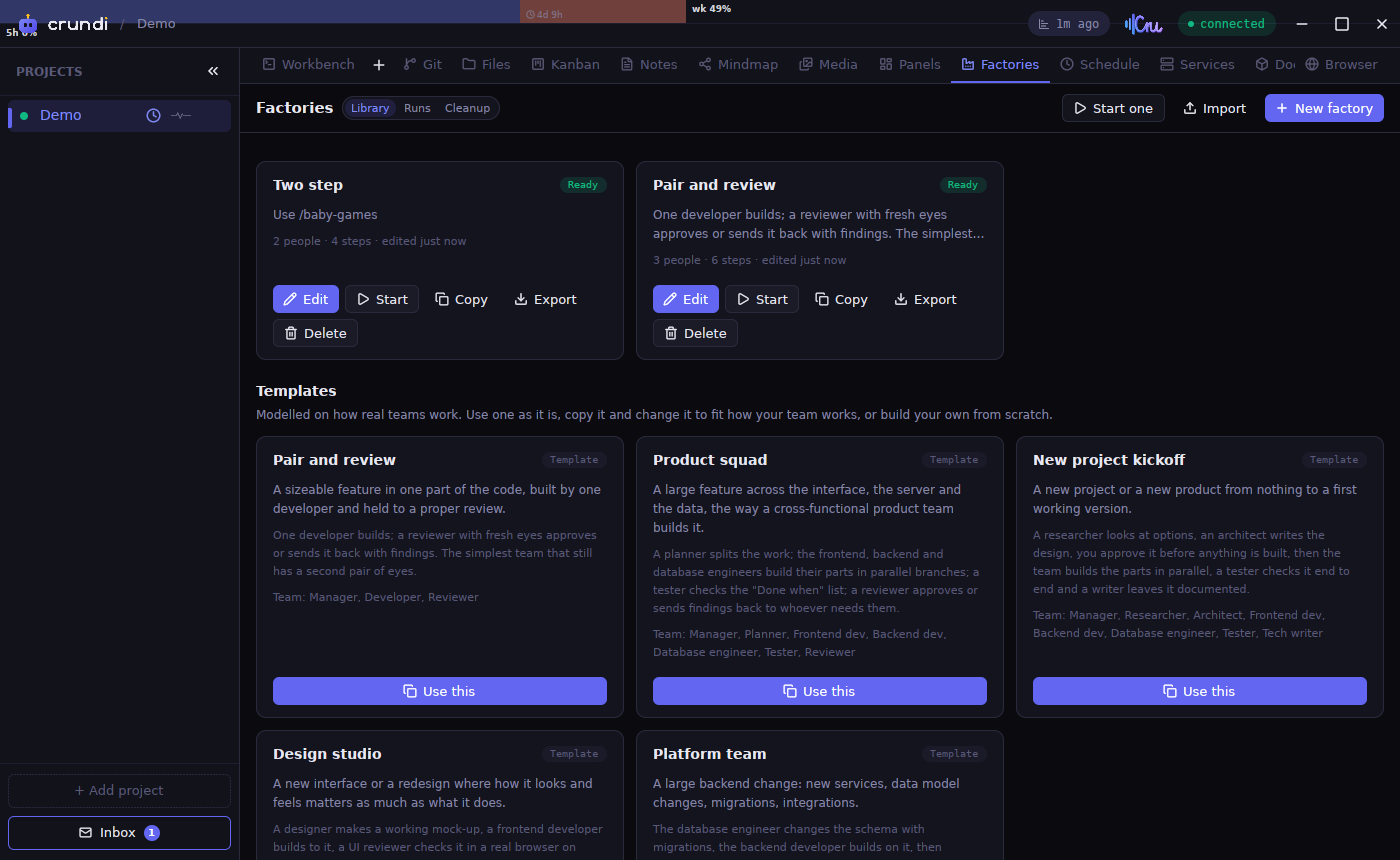 4d 9h
wk 49%
crundi / Demo
1m ago
Cru
connected
PROJECTS
Demo
+ Add project
Inbox 1
Workbench
Git
Files
Kanban
Notes
Mindmap
Media
Panels
Factories
Schedule
Services
Browser
Factories
Library Runs Cleanup
Start one
Import
New factory
Two step
Ready
Use /baby-games
2 people · 4 steps · edited just now
Edit
Start
Copy
Export
Delete
Pair and review
Ready
One developer builds; a reviewer with fresh eyes
approves or sends it back with findings. The simplest…
3 people · 6 steps · edited just now
Edit
Start
Copy
Export
Delete
Templates
Modelled on how real teams work. Use one as it is, copy it and change it to fit how your team works, or build your own from scratch.
Pair and review
Template
A sizeable feature in one part of the code, built by one
developer and held to a proper review.
One developer builds; a reviewer with fresh eyes approves
or sends it back with findings. The simplest team that still
has a second pair of eyes.
Team: Manager, Developer, Reviewer
Use this
Product squad
Template
A large feature across the interface, the server and
the data, the way a cross-functional product team
builds it.
A planner splits the work; the frontend, backend and
database engineers build their parts in parallel branches; a
tester checks the "Done when" list; a reviewer approves or
sends findings back to whoever needs them.
Team: Manager, Planner, Frontend dev, Backend dev,
Database engineer, Tester, Reviewer
Use this
New project kickoff
Template
A new project or a new product from nothing to a first
working version.
A researcher looks at options, an architect writes the
design, you approve it before anything is built, then the
team builds the parts in parallel, a tester checks it end to
end and a writer leaves it documented.
Team: Manager, Researcher, Architect, Frontend dev,
Backend dev, Database engineer, Tester, Tech writer
Use this
Design studio
Template
A new interface or a redesign where how it looks and
feels matters as much as what it does.
A designer makes a working mock-up, a frontend developer
builds to it, a UI reviewer checks it in a real browser on
Platform team
Template
A large backend change: new services, data model
changes, migrations, integrations.
The database engineer changes the schema with
migrations, the backend developer builds on it, then